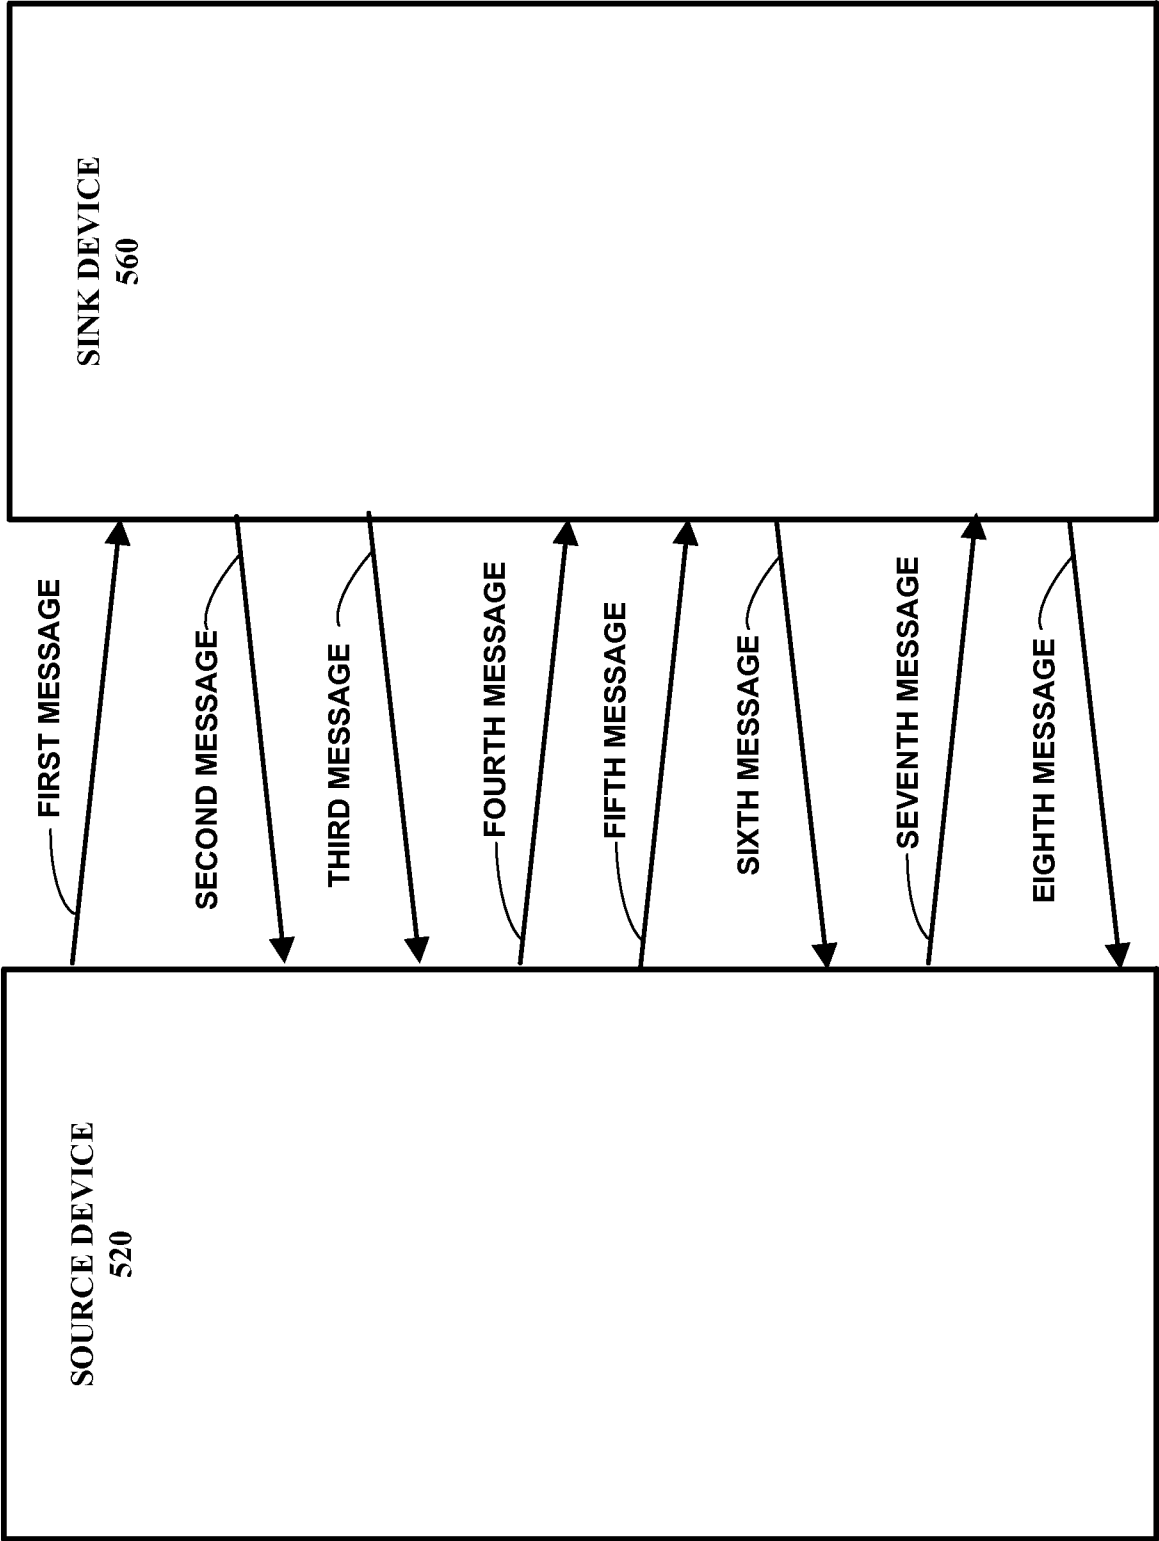 SOURCE DEVICE
520
SINK DEVICE
560
FIRST MESSAGE
SECOND MESSAGE
THIRD MESSAGE
FOURTH MESSAGE
FIFTH MESSAGE
SIXTH MESSAGE
SEVENTH MESSAGE
EIGHTH MESSAGE